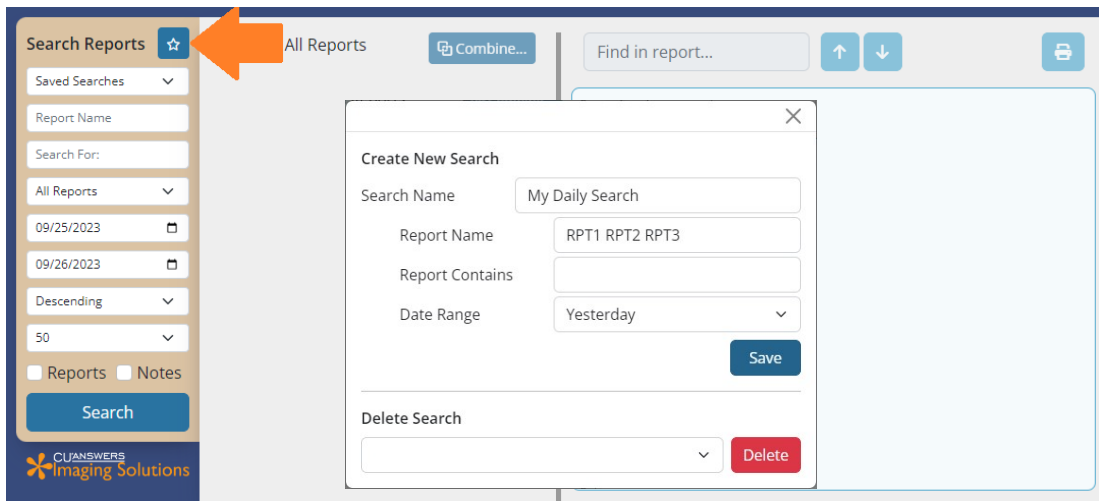 Search Reports
Saved Searches
Report Name
Search For:
All Reports
09/25/2023
09/26/2023
Descending
50
Reports Notes
Search
CU*ANSWERS
Imaging Solutions
All Reports
Combine...
Find in report...
Create New Search
Search Name My Daily Search
Report Name RPT1 RPT2 RPT3
Report Contains
Date Range Yesterday
Save
Delete Search
Delete